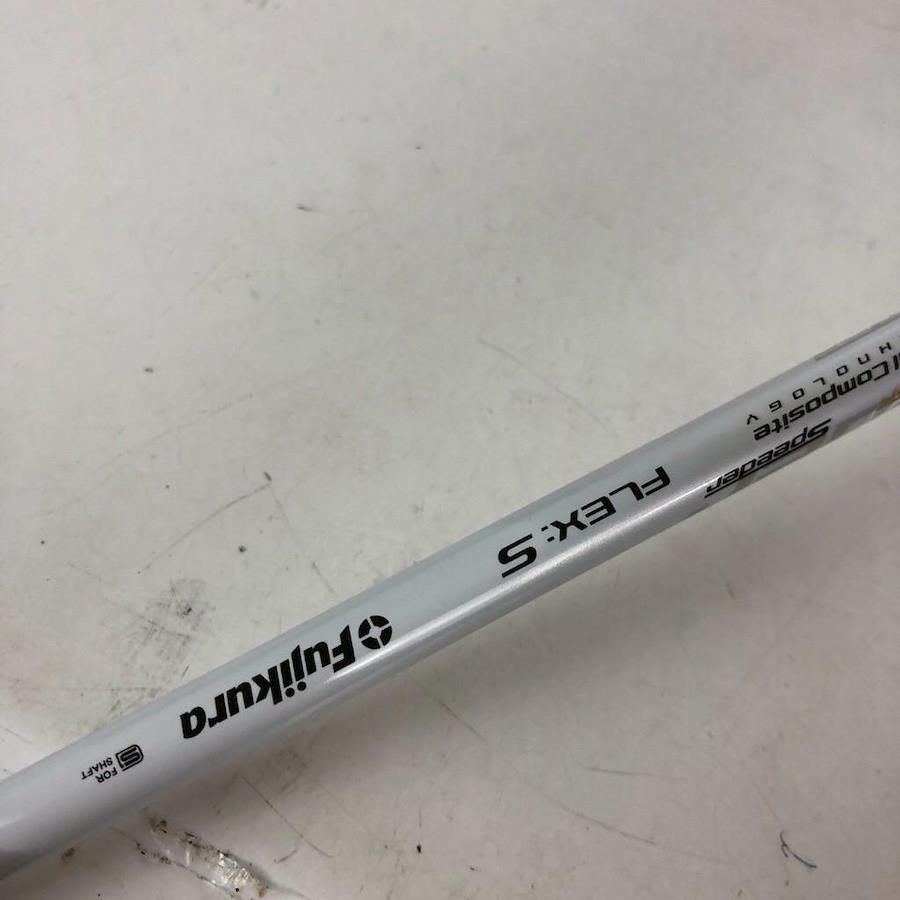 Composite
Speeder
FLEX: S
Fujikura
S FOR
SHAFT